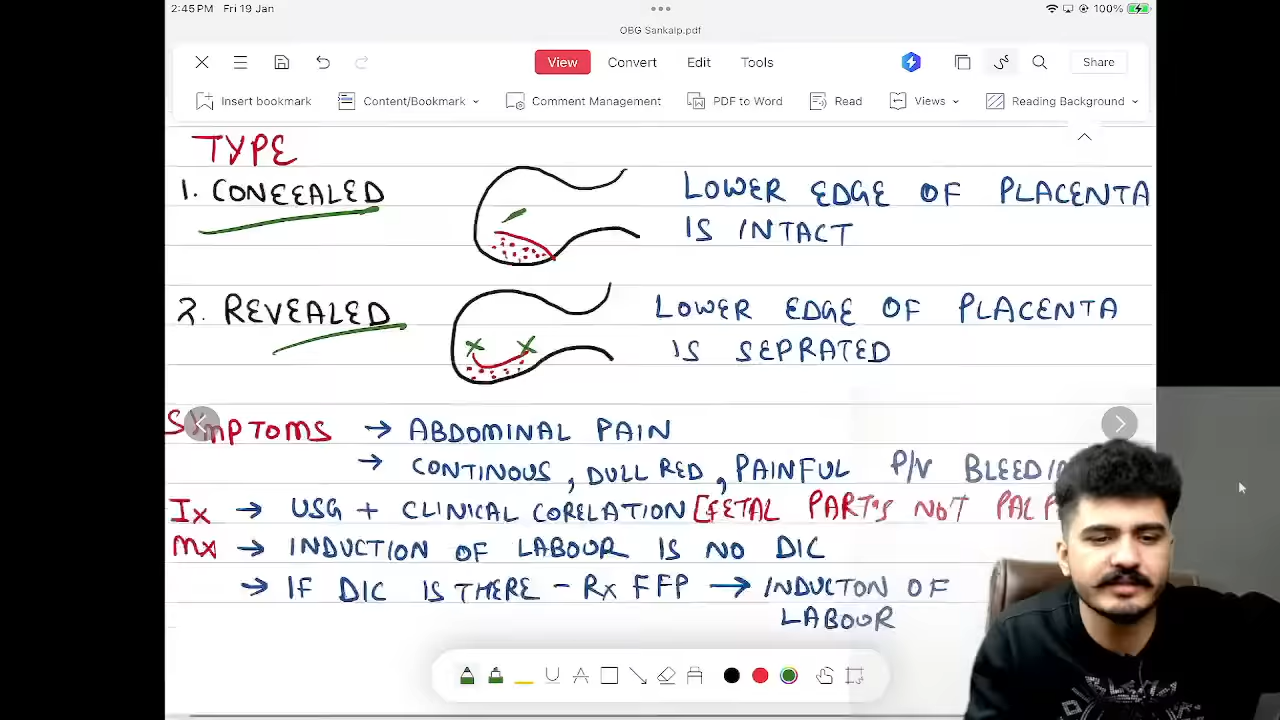 2:45 PM Fri 19 Jan
100%
OBG Sankalp.pdf
View Convert Edit Tools
Share
Insert bookmark Content/Bookmark Comment Management PDF to Word Read Views Reading Background
TYPE
1. CONEEALED
LOWER EDGE OF PLACENTA
IS INTACT
2. REVEALED
LOWER EDGE OF PLACENTA
IS SEPRATED
SYMPTOMS → ABDOMINAL PAIN
→ CONTINOUS, DULL RED, PAINFUL P/V
Ix → USG + CLINICAL CORELATION [FETAL PARTS NOT
Mx → INDUCTION OF LABOUR IS NO DIC
→ IF DIC IS THERE - Rx FFP → INDUCTON OF
LABOUR